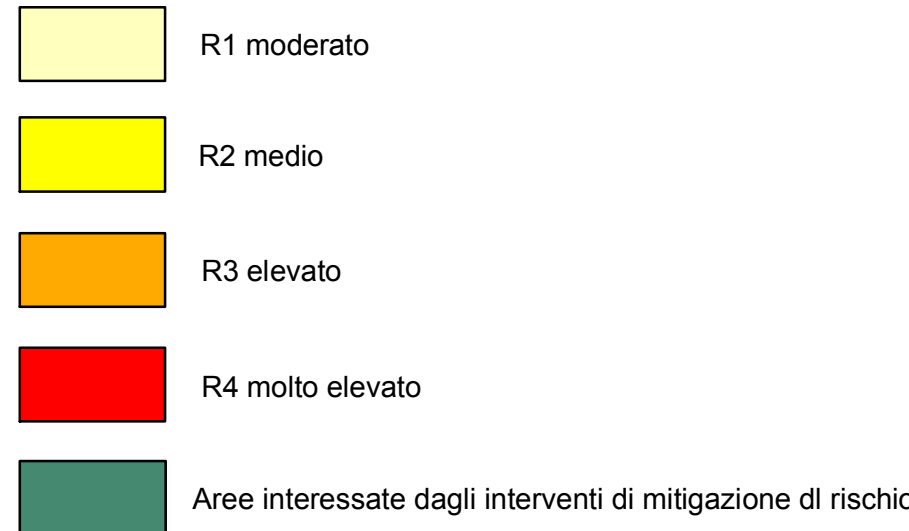 R1 moderato
R2 medio
R3 elevato
R4 molto elevato
Aree interessate dagli interventi di mitigazione dl rischio